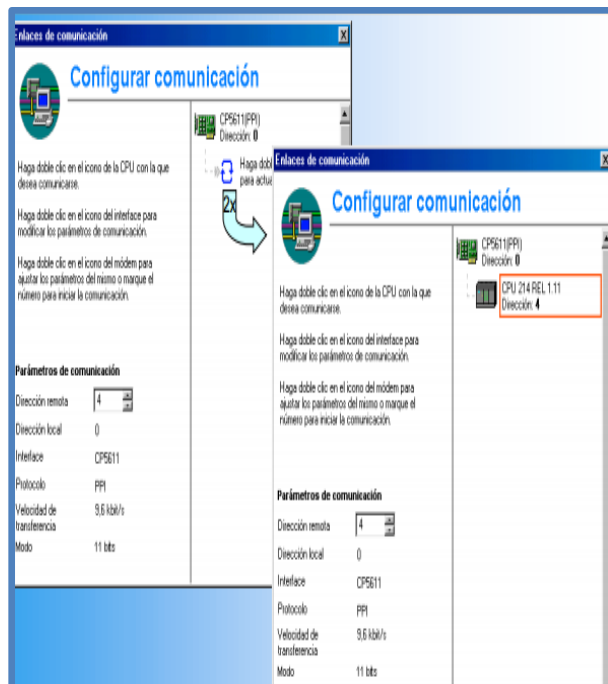 Enlaces de comunicación
Configurar comunicación
CP5611(PPI)
Dirección: 0
Haga
para actua
2x
Haga doble clic en el icono de la CPU con la que
desea comunicarse.
Haga doble clic en el icono del interface para
modificar los parámetros de comunicación.
Haga doble clic en el icono del módem para
ajustar los parámetros del mismo o marque el
número para iniciar la comunicación.
Parámetros de comunicación
Dirección remota 4
Dirección local 0
Interface CP5611
Protocolo PPI
Velocidad de 9,6 kbit/s
transferencia
Modo 11 bits
Enlaces de comunicación
Configurar comunicación
CP5611(PPI)
Dirección: 0
CPU 214 REL 1.11
Dirección: 4
Haga doble clic en el icono de la CPU con la que
desea comunicarse.
Haga doble clic en el icono del interface para
modificar los parámetros de comunicación.
Haga doble clic en el icono del módem para
ajustar los parámetros del mismo o marque el
número para iniciar la comunicación.
Parámetros de comunicación
Dirección remota 4
Dirección local 0
Interface CP5611
Protocolo PPI
Velocidad de 9,6 kbit/s
transferencia
Modo 11 bits